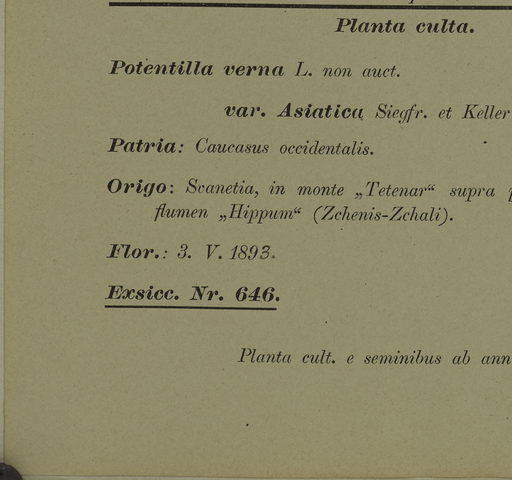 Planta culta.
Potentilla verna L. non auct.
var. Asiatica Siegfr. et Keller
Patria: Caucasus occidentalis.
Origo: Scanetia, in monte „Tetenar“ supra
flumen „Hippum“ (Zchenis-Zchali).
Flor.: 3. V. 1893.
Exsicc. Nr. 646.
Planta cult. e seminibus ab ann